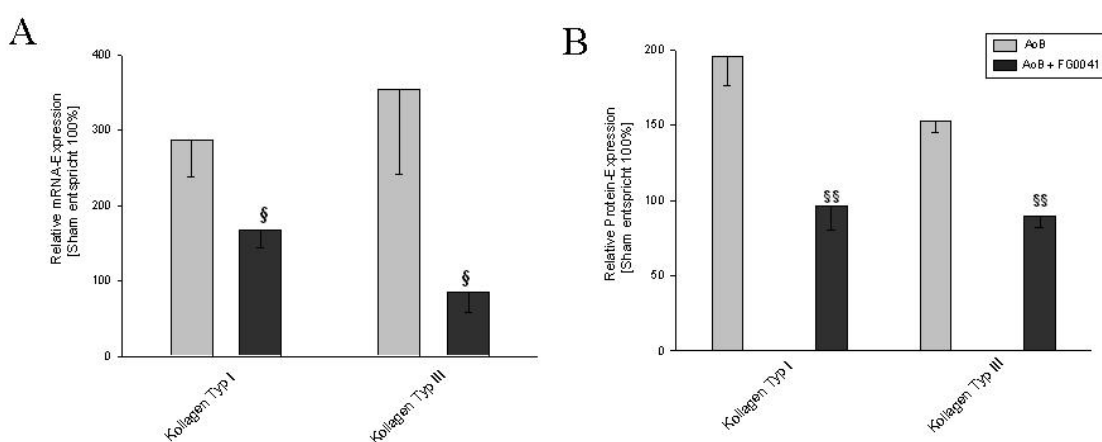 A
Relative mRNA-Expression
[Sham entspricht 100%]
400
300
200
100
0
§
§
Kollagen Typ I
Kollagen Typ III
B
Relative Protein-Expression
[Sham entspricht 100%]
200
150
100
50
0
§§
§§
Kollagen Typ I
Kollagen Typ III
AoB
AoB + FG0041